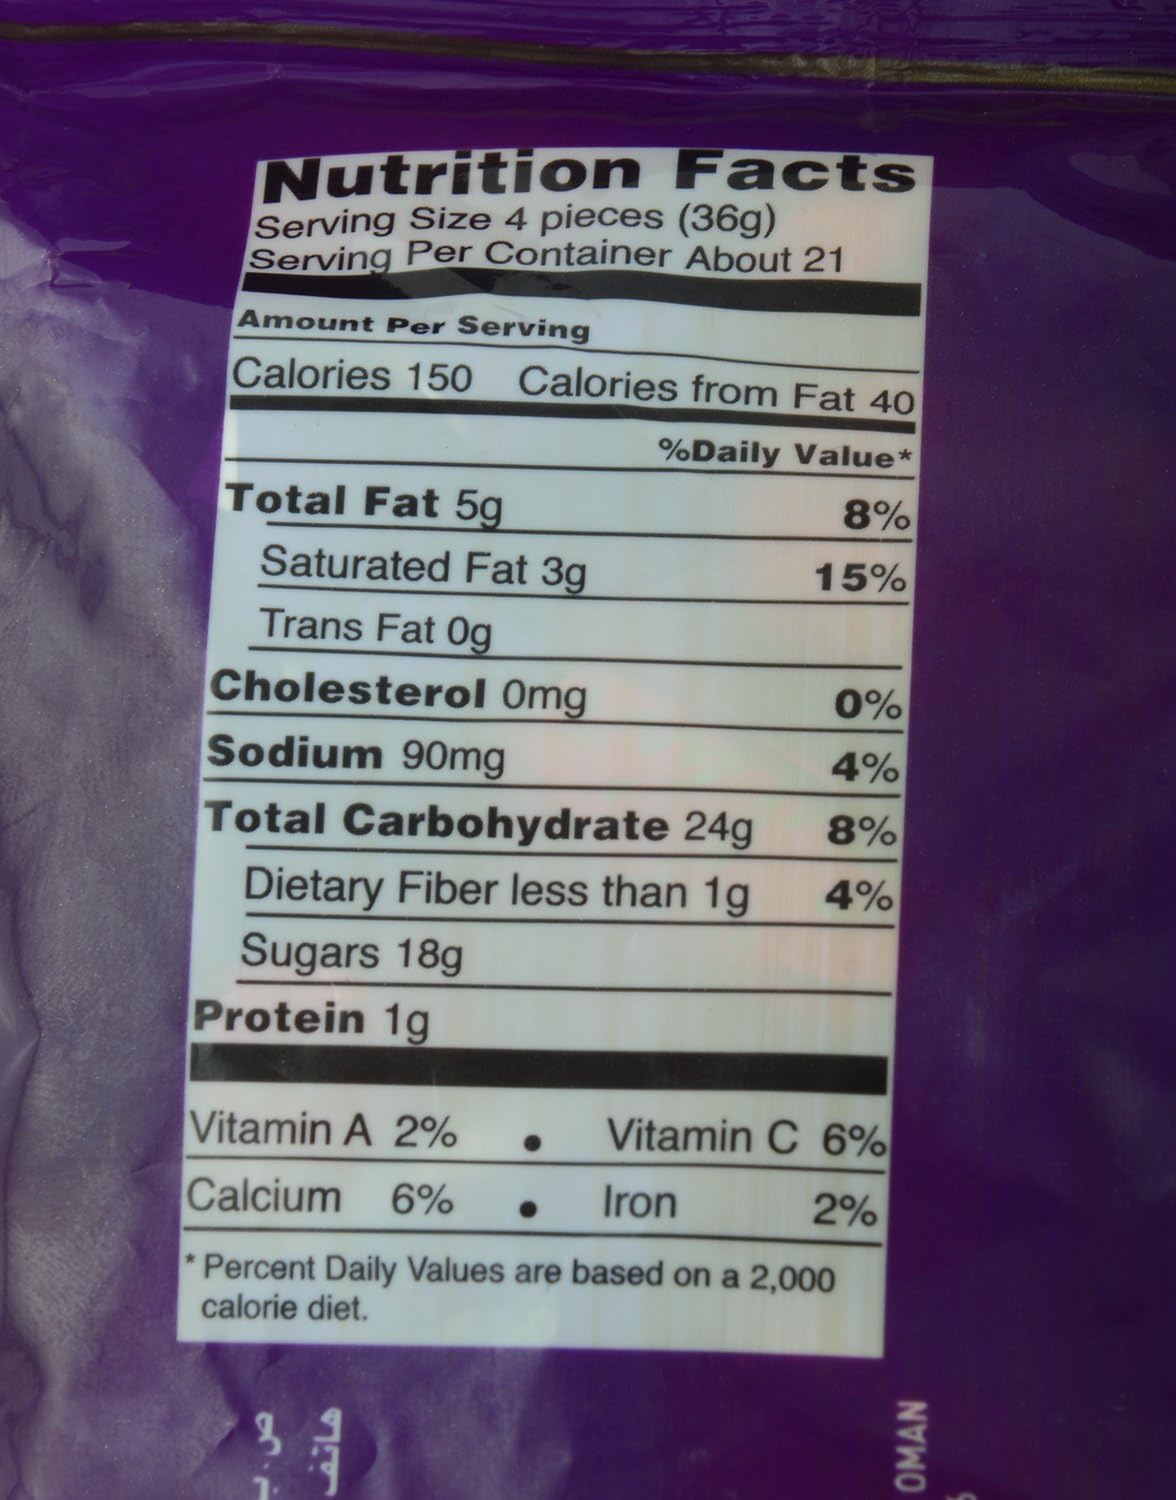 Nutrition Facts
Serving Size 4 pieces (36g)
Serving Per Container About 21
Amount Per Serving
Calories 150 Calories from Fat 40
%Daily Value*
Total Fat 5g 8%
Saturated Fat 3g 15%
Trans Fat 0g
Cholesterol 0mg 0%
Sodium 90mg 4%
Total Carbohydrate 24g 8%
Dietary Fiber less than 1g 4%
Sugars 18g
Protein 1g
Vitamin A 2% • Vitamin C 6%
Calcium 6% • Iron 2%
* Percent Daily Values are based on a 2,000
calorie diet.
هاتف
OMAN